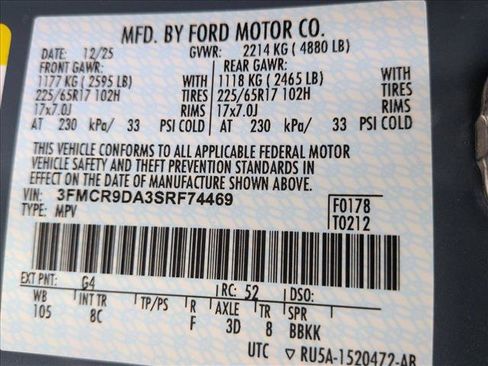 MFD. BY FORD MOTOR CO.
DATE: 12/25 GVWR: 2214 KG ( 4880 LB)
FRONT GAWR: REAR GAWR:
1177 KG ( 2595 LB) WITH 1118 KG ( 2465 LB) WITH
225/65R17 102H TIRES 225/65R17 102H TIRES
17x7.0J RIMS 17x7.0J RIMS
AT 230 kPa/ 33 PSI COLD AT 230 kPa/ 33 PSI COLD
THIS VEHICLE CONFORMS TO ALL APPLICABLE FEDERAL MOTOR
VEHICLE SAFETY AND THEFT PREVENTION STANDARDS IN
EFFECT ON THE DATE OF MANUFACTURE SHOWN ABOVE.
VIN: 3FMCR9DA3SRF74469 F0178
TYPE: MPV T0212
EXT PNT: G4 RC: 52 DSO:
WB INT TR TP/PS R AXLE TR SPR
105 8C F 3D 8 BBKK
UTC RU5A-1520472-AB